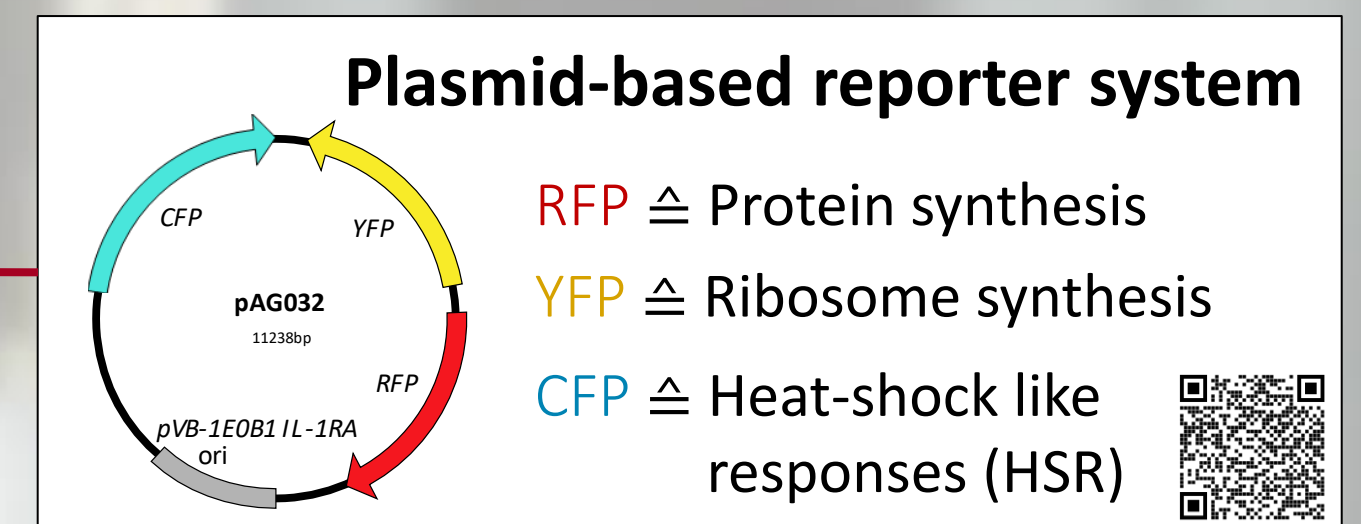 Plasmid-based reporter system
CFP
YFP
pAG032
11238bp
RFP
pVB-1E0B1 IL-1RA
ori
RFP ≙ Protein synthesis
YFP ≙ Ribosome synthesis
CFP ≙ Heat-shock like
responses (HSR)